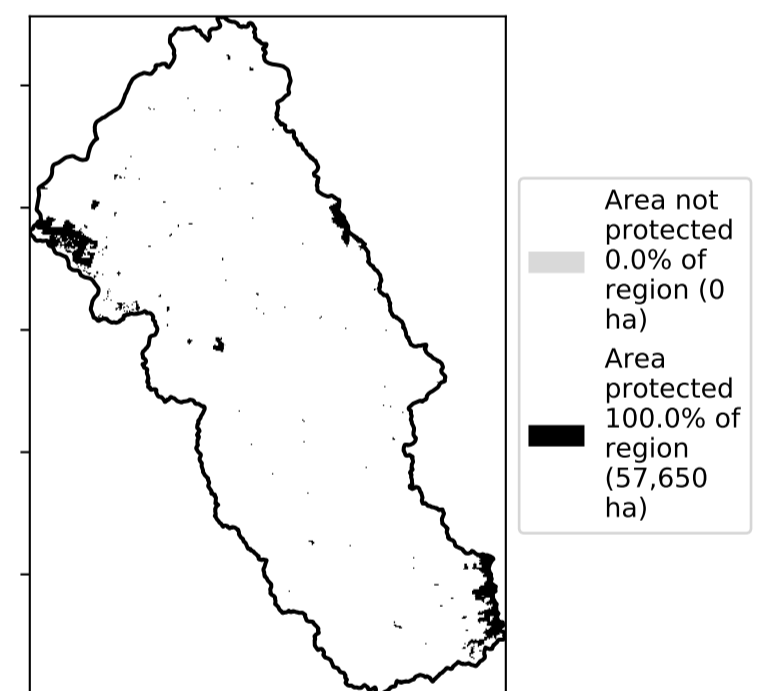 Area not
protected
0.0% of
region (0
ha)
Area
protected
100.0% of
region
(57,650
ha)